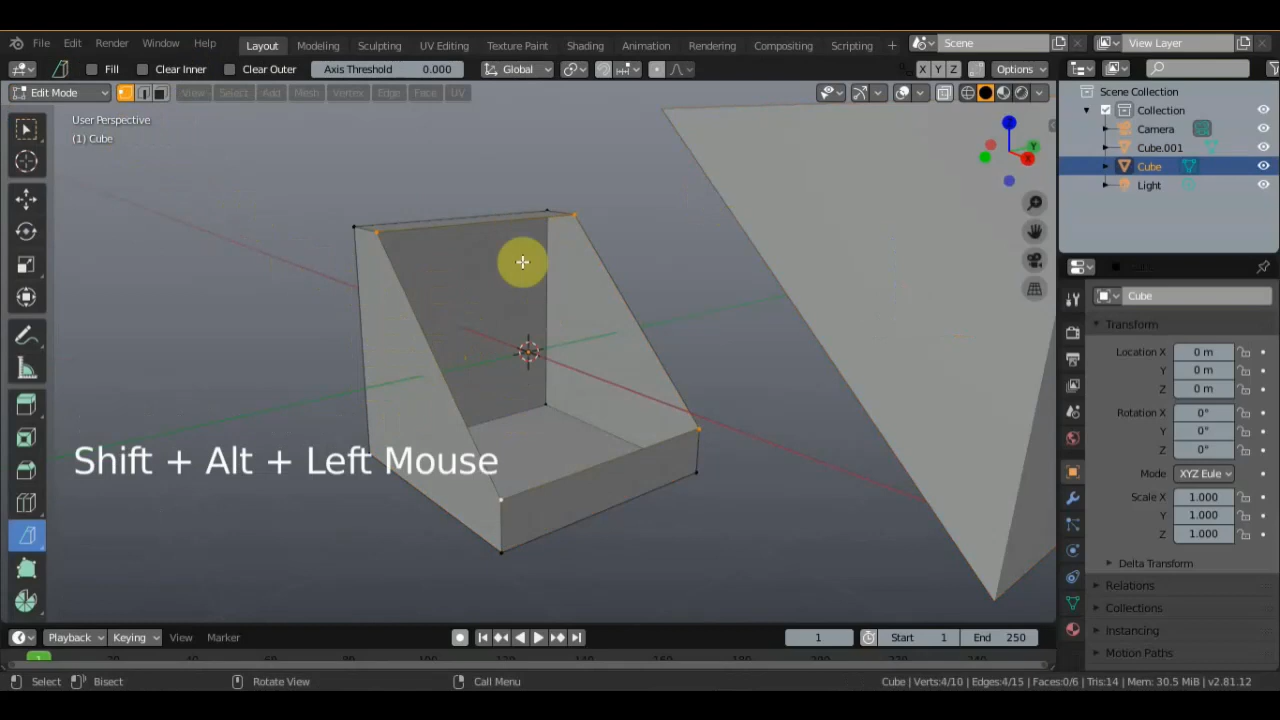 File Edit Render Window Help Layout Modeling Sculpting UV Editing Texture Paint Shading Animation Rendering Compositing Scripting + Scene View Layer
Fill Clear Inner Clear Outer Axis Threshold 0.000 Global X Y Z Options
Edit Mode View Select Add Mesh Vertex Edge Face UV
User Perspective
(1) Cube
Z
Y
X
Scene Collection
Collection
Camera
Cube.001
Cube
Light
Cube
Transform
Location X 0 m
Y 0 m
Z 0 m
Rotation X 0°
Y 0°
Z 0°
Mode XYZ Eule
Scale X 1.000
Y 1.000
Z 1.000
Delta Transform
Relations
Collections
Instancing
Motion Paths
Shift + Alt + Left Mouse
Playback Keying View Marker 1 Start 1 End 250
1
Select Bisect Rotate View Call Menu Cube | Verts:4/10 | Edges:4/15 | Faces:0/6 | Tris:14 | Mem: 30.5 MiB | v2.81.12